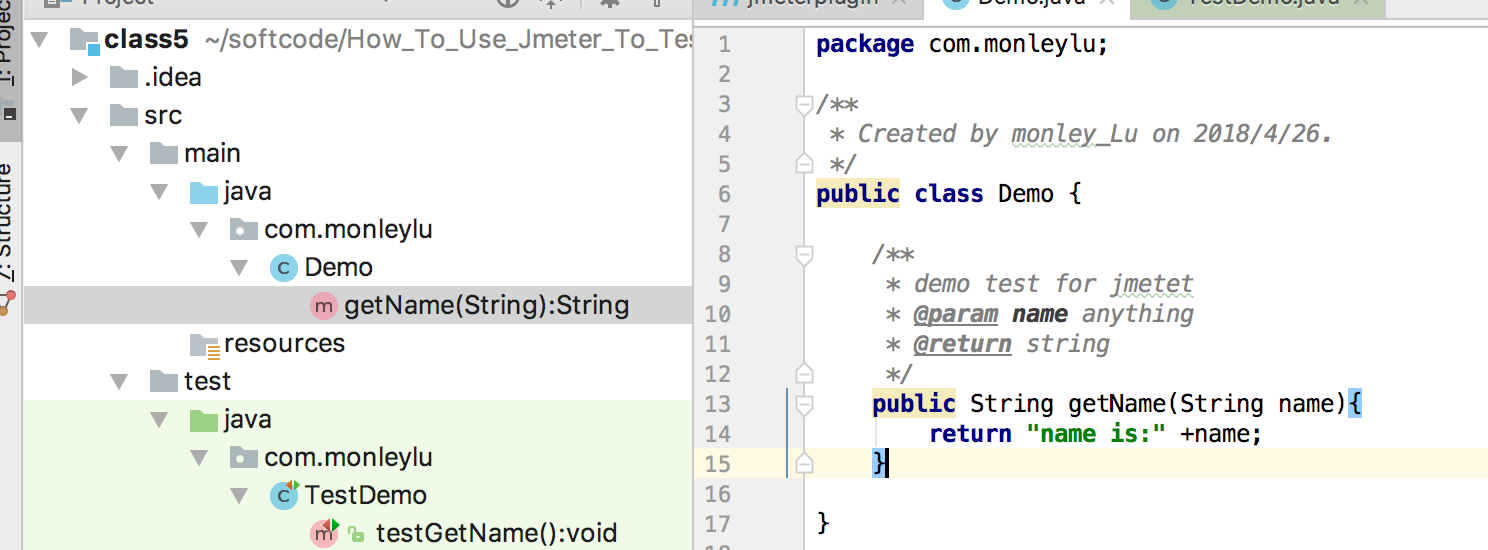 Project
jmeterplugin
Demo.java
TestDemo.java
1: Project
7: Structure
class5 ~/softcode/How_To_Use_Jmeter_To_Tes
.idea
src
main
java
com.monleylu
C Demo
m getName(String):String
resources
test
java
com.monleylu
C TestDemo
m testGetName():void
1 package com.monleylu;
2
3 /**
4 * Created by monley_Lu on 2018/4/26.
5 */
6 public class Demo {
7
8 /**
9 * demo test for jmetet
10 * @param name anything
11 * @return string
12 */
13 public String getName(String name){
14 return "name is:" +name;
15 }
16
17 }
18